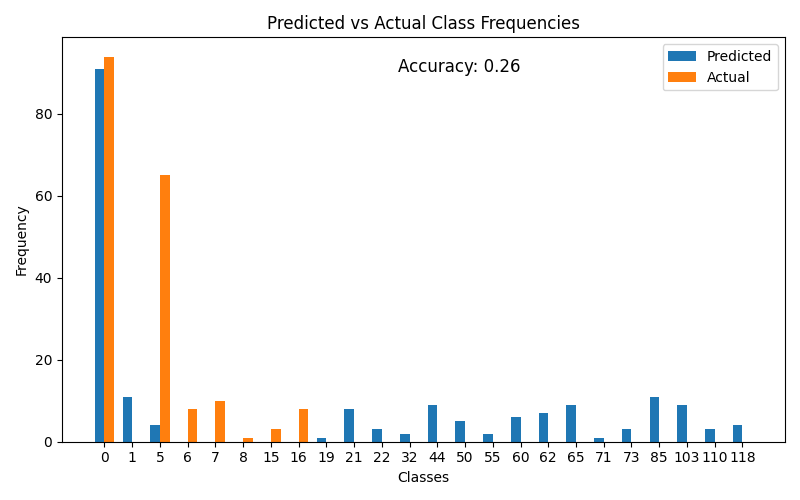 Predicted vs Actual Class Frequencies
Accuracy: 0.26
Predicted
Actual
Frequency
80
60
40
20
0
0 1 5 6 7 8 15 16 19 21 22 32 44 50 55 60 62 65 71 73 85 103 110 118
Classes